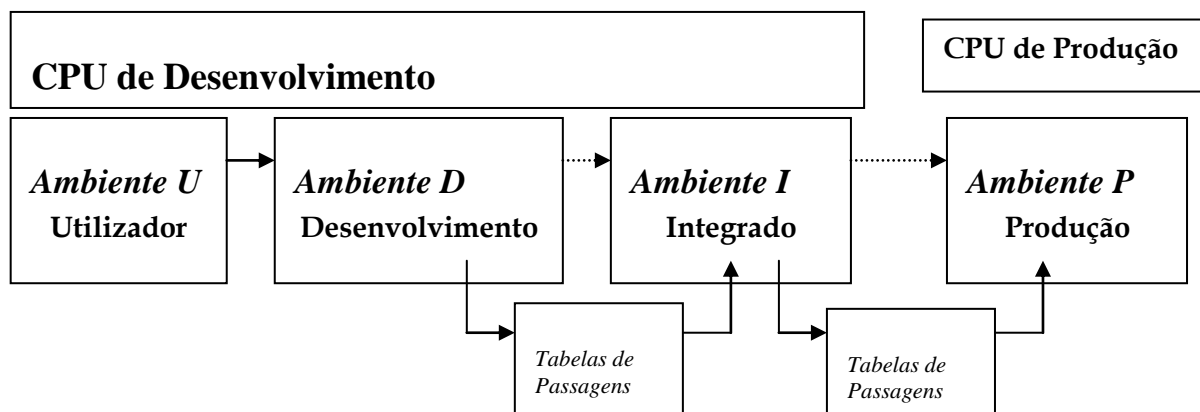 CPU de Desenvolvimento
CPU de Produção
Ambiente U
Utilizador
Ambiente D
Desenvolvimento
Ambiente I
Integrado
Ambiente P
Produção
Tabelas de
Passagens
Tabelas de
Passagens